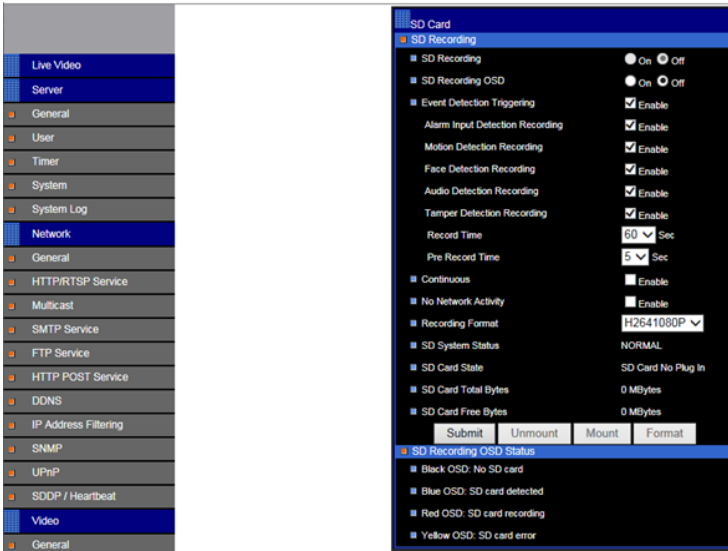 Live Video
Server
General
User
Timer
System
System Log
Network
General
HTTP/RTSP Service
Multicast
SMTP Service
FTP Service
HTTP POST Service
DDNS
IP Address Filtering
SNMP
UPnP
SDDP / Heartbeat
Video
General
SD Card
SD Recording
SD Recording On Off
SD Recording OSD On Off
Event Detection Triggering Enable
Alarm Input Detection Recording Enable
Motion Detection Recording Enable
Face Detection Recording Enable
Audio Detection Recording Enable
Tamper Detection Recording Enable
Record Time 60 Sec
Pre Record Time 5 Sec
Continuous Enable
No Network Activity Enable
Recording Format H2641080P
SD System Status NORMAL
SD Card State SD Card No Plug In
SD Card Total Bytes 0 MBytes
SD Card Free Bytes 0 MBytes
Submit Unmount Mount Format
SD Recording OSD Status
Black OSD: No SD card
Blue OSD: SD card detected
Red OSD: SD card recording
Yellow OSD: SD card error